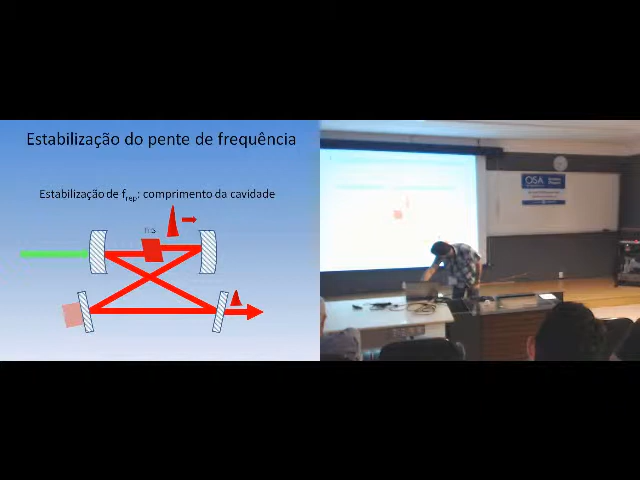 Estabilização do pente de frequência
Estabilização de frep: comprimento da cavidade
OSA